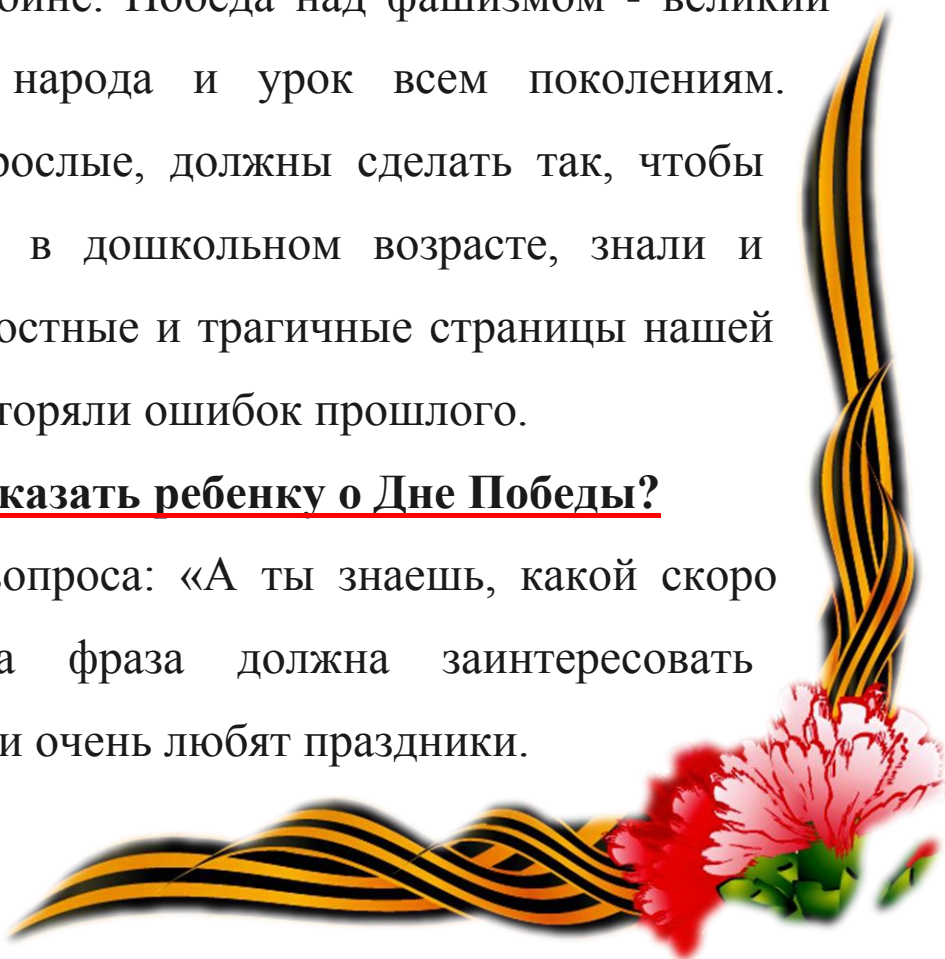 войне. Победа над фашизмом - великий
народа и урок всем поколениям.
рослые, должны сделать так, чтобы
в дошкольном возрасте, знали и
остные и трагичные страницы нашей
торяли ошибок прошлого.
казать ребенку о Дне Победы?
вопроса: «А ты знаешь, какой скоро
а фраза должна заинтересовать
и очень любят праздники.